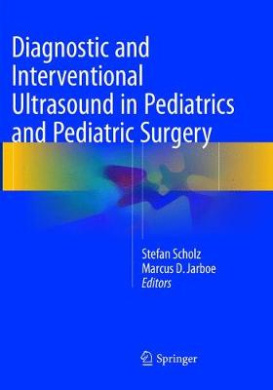 Diagnostic and
Interventional
Ultrasound in Pediatrics
and Pediatric Surgery
Stefan Scholz
Marcus D. Jarboe
Editors
Springer